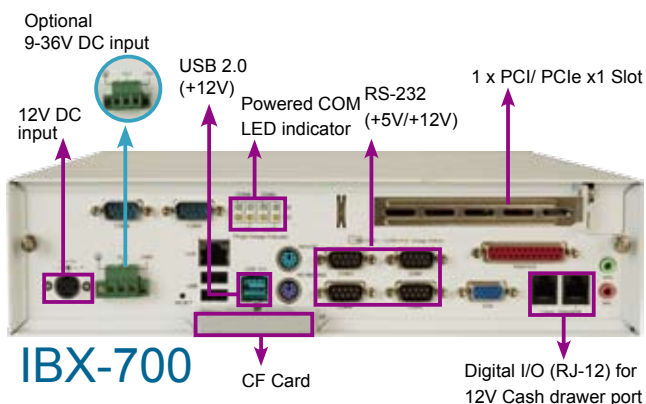 Optional
9-36V DC input
USB 2.0
(+12V)
1 x PCI/ PCIe x1 Slot
Powered COM
LED indicator
RS-232
(+5V/+12V)
12V DC
input
IBX-700
CF Card
Digital I/O (RJ-12) for
12V Cash drawer port